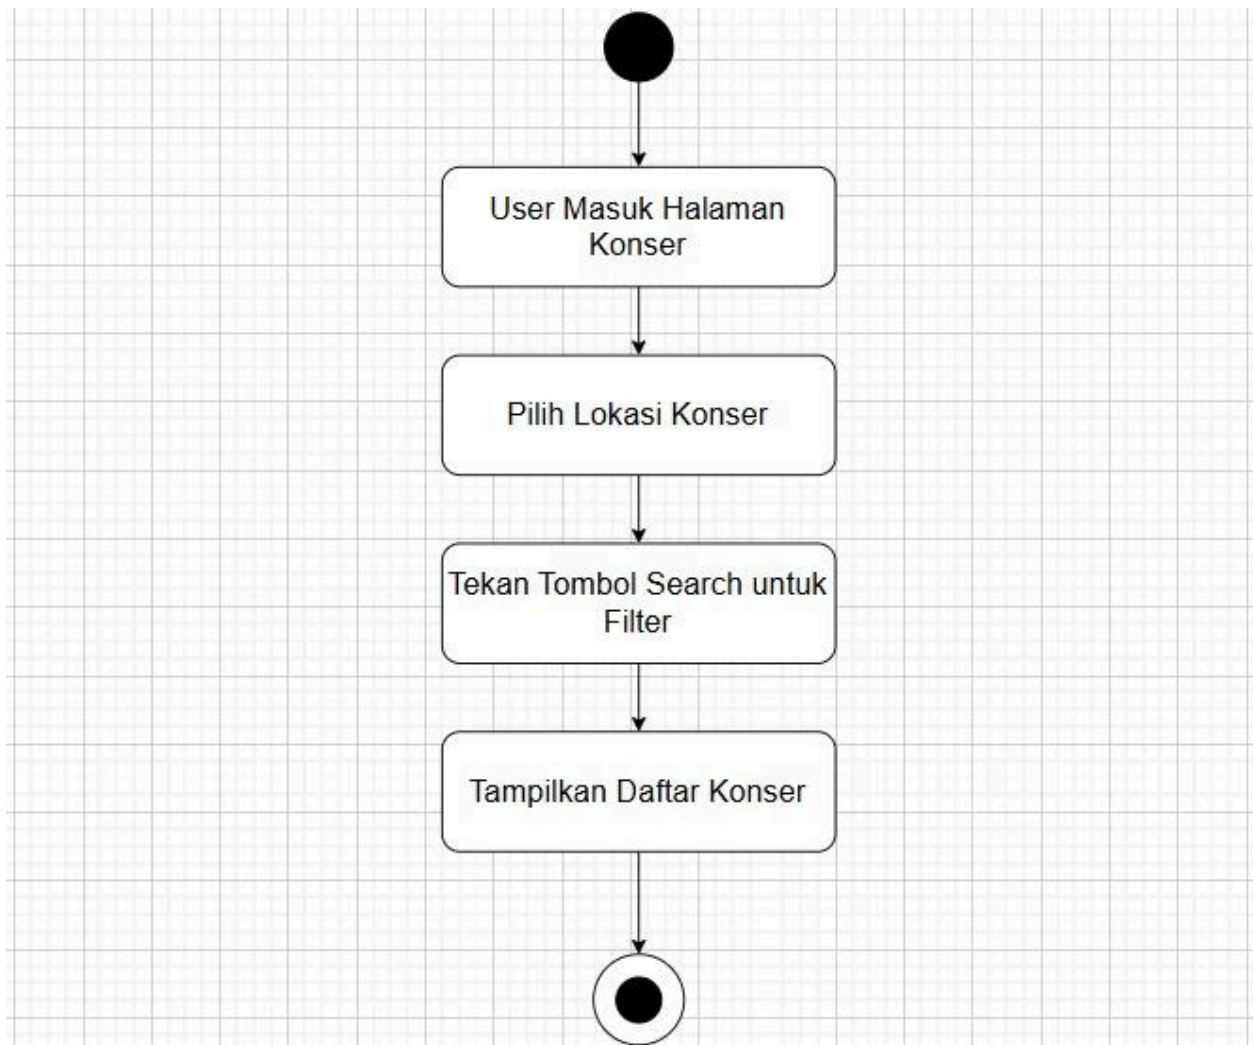 User Masuk Halaman
Konser
Pilih Lokasi Konser
Tekan Tombol Search untuk
Filter
Tampilkan Daftar Konser